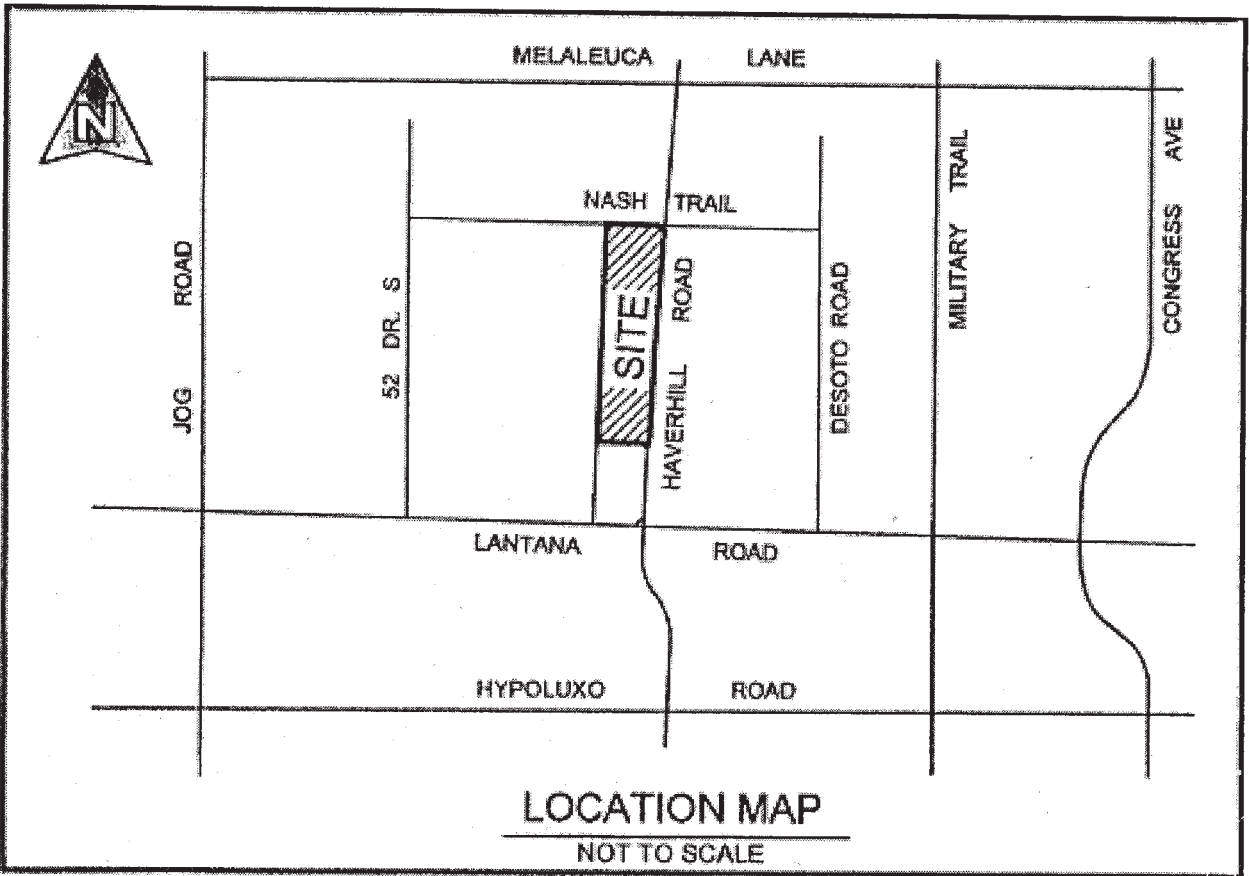 MELALEUCA LANE
N
NASH TRAIL
JOG ROAD
52 DR. S
SITE
HAVERHILL ROAD
DESOTO ROAD
MILITARY TRAIL
CONGRESS AVE
LANTANA ROAD
HYPOLUXO ROAD
LOCATION MAP
NOT TO SCALE